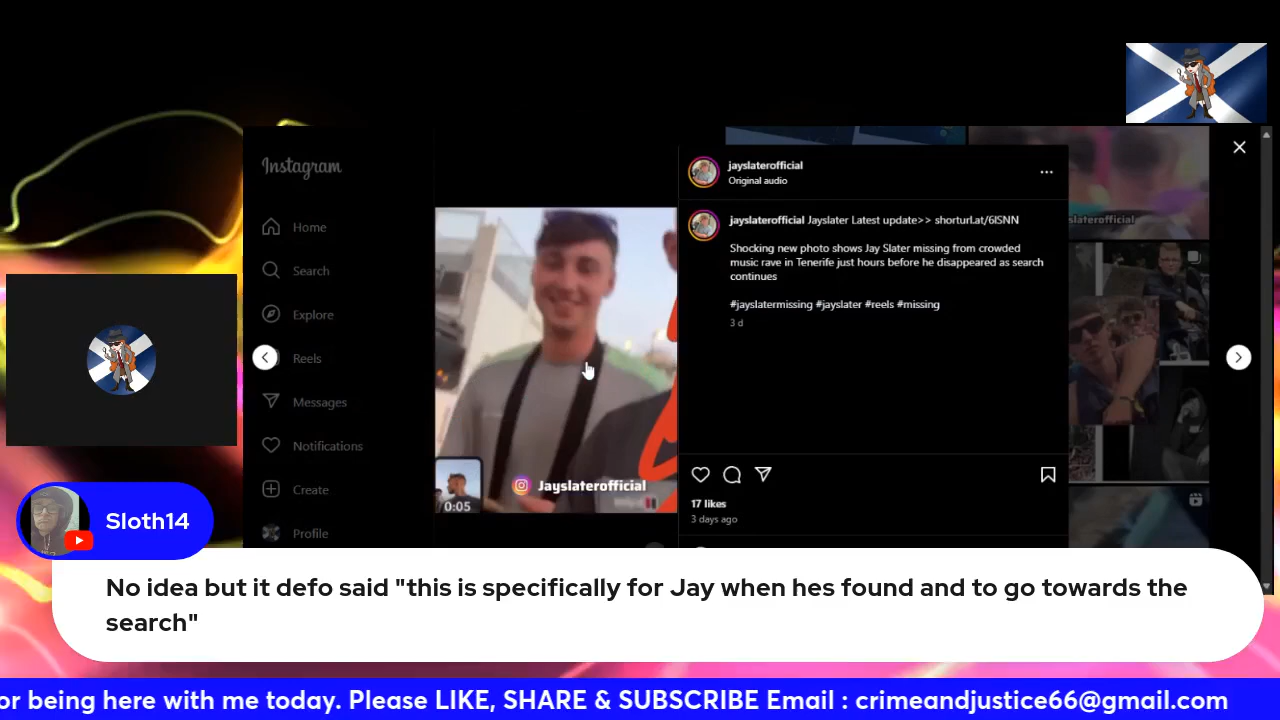 Instagram
Home
Search
Explore
Reels
Messages
Notifications
Create
Profile
0:05
Jayslaterofficial
jayslaterofficial
Original audio
jayslaterofficial Jayslater Latest update>> shorturl.at/6lSNN
Shocking new photo shows Jay Slater missing from crowded
music rave in Tenerife just hours before he disappeared as search
continues
#jayslatermissing #jayslater #reels #missing
3 d
17 likes
3 days ago
slaterofficial
Sloth14
No idea but it defo said "this is specifically for Jay when hes found and to go towards the
search"
or being here with me today. Please LIKE, SHARE & SUBSCRIBE Email : crimeandjustice66@gmail.com